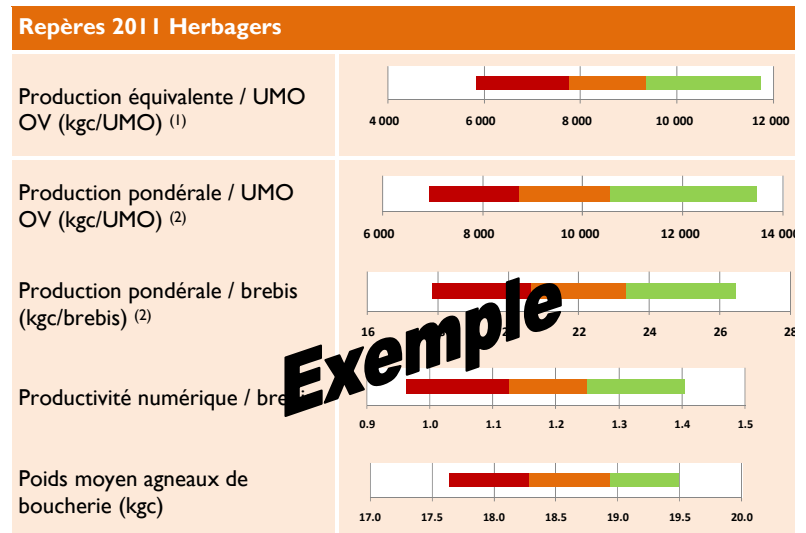 Repères 2011 Herbagers
Production équivalente / UMO
OV (kgc/UMO) (1)
4 000 6 000 8 000 10 000 12 000
Production pondérale / UMO
OV (kgc/UMO) (2)
6 000 8 000 10 000 12 000 14 000
Production pondérale / brebis
(kgc/brebis) (2)
16 22 24 26 28
Exemple
Productivité numérique / brebis
0.9 1.0 1.1 1.2 1.3 1.4 1.5
Poids moyen agneaux de
boucherie (kgc)
17.0 17.5 18.0 18.5 19.0 19.5 20.0